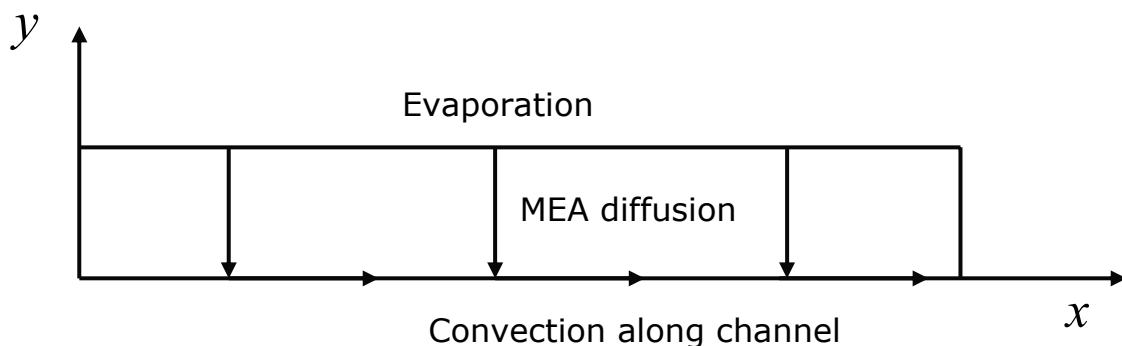 y
Evaporation
MEA diffusion
x
Convection along channel